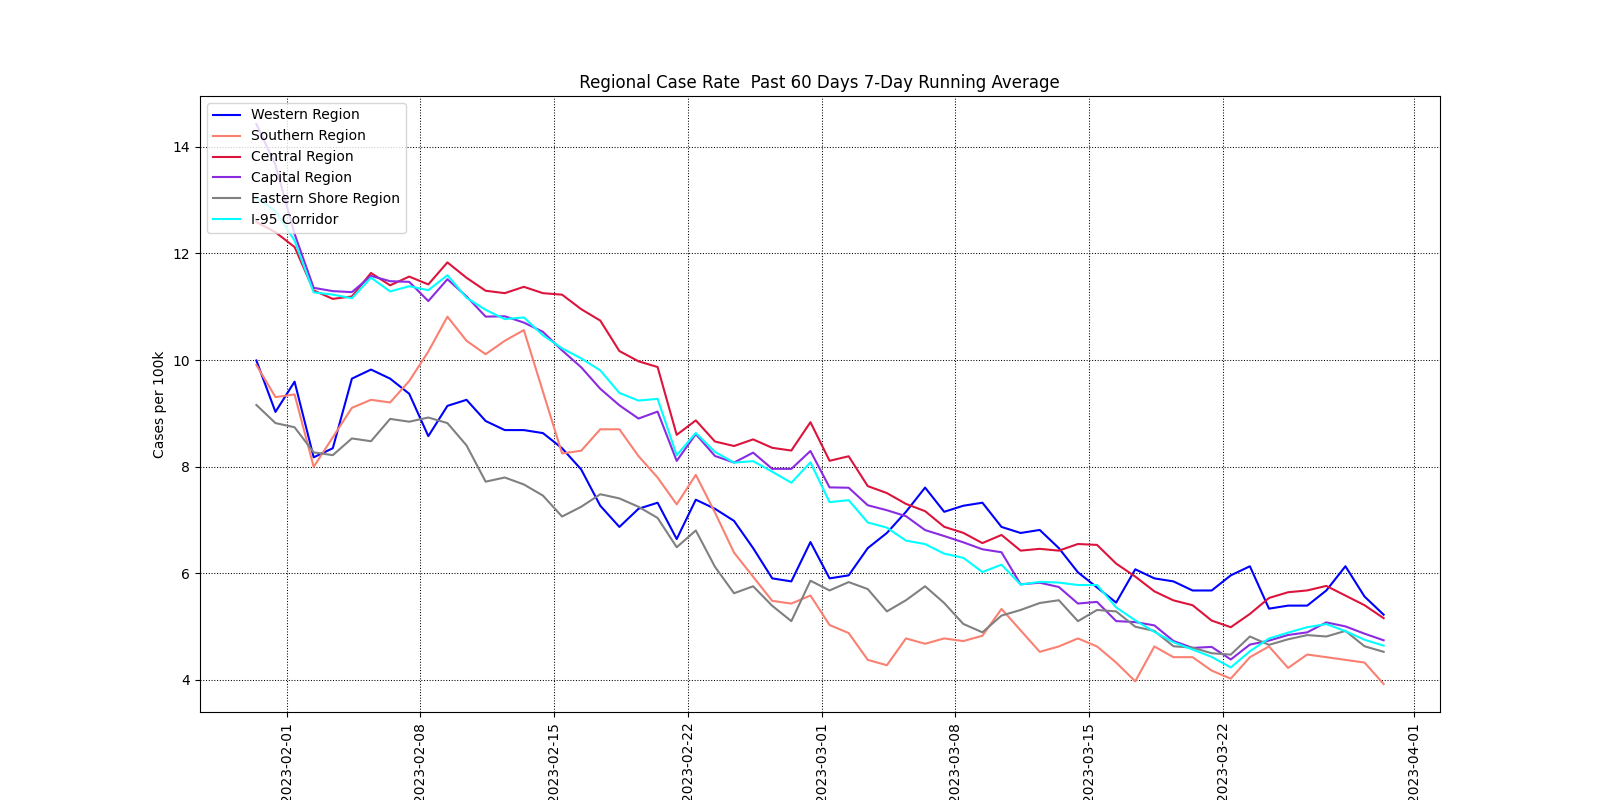 Regional Case Rate  Past 60 Days 7-Day Running Average
Western Region
Southern Region
Central Region
Capital Region
Eastern Shore Region
I-95 Corridor
Cases per 100k
14
12
10
8
6
4
2023-02-01
2023-02-08
2023-02-15
2023-02-22
2023-03-01
2023-03-08
2023-03-15
2023-03-22
2023-04-01